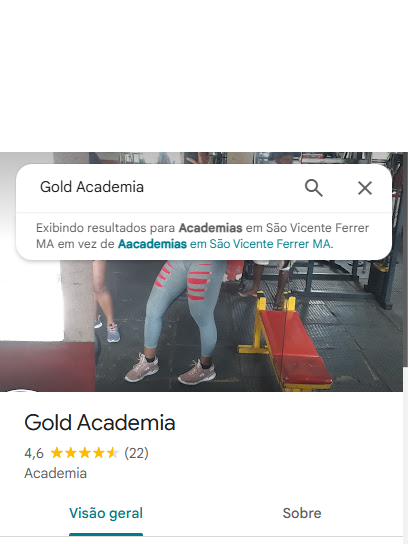 Gold Academia
Exibindo resultados para Academias em São Vicente Ferrer
MA em vez de Aacademias em São Vicente Ferrer MA.
Gold Academia
4,6 (22)
Academia
Visão geral Sobre